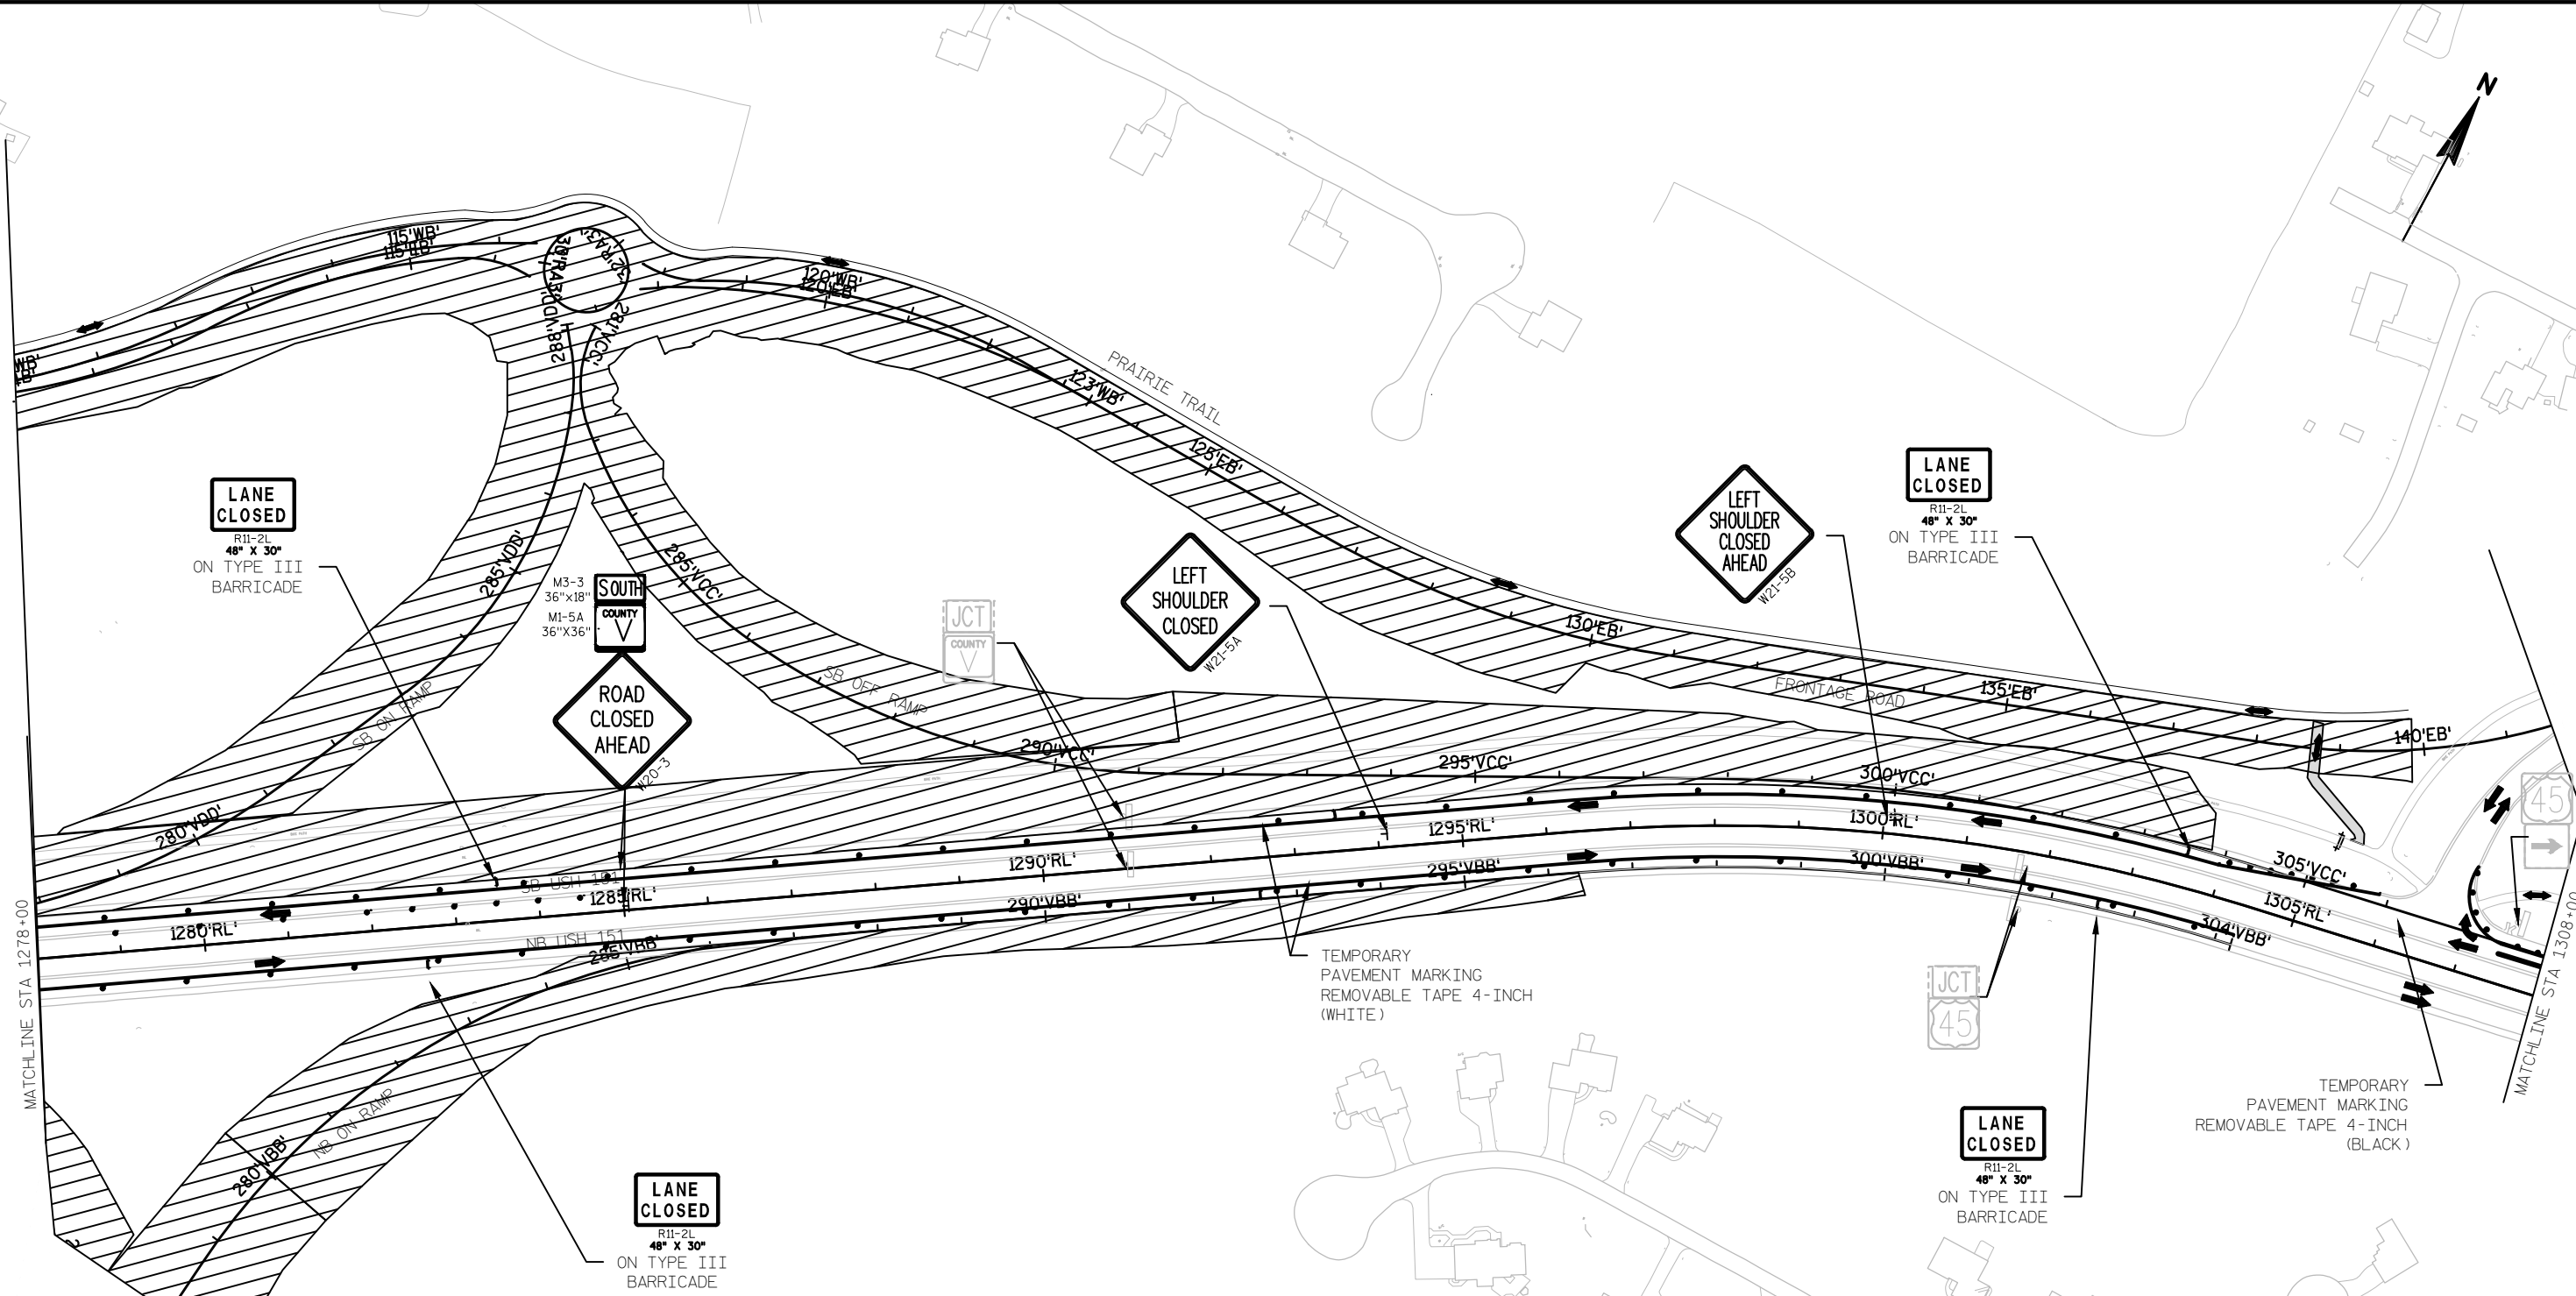 N
115'WB'
115'EB'
30'RA3'
32'RA3'
288'VDD'
281'VCC'
120'WB'
120'EB'
WB'
EB'
PRAIRIE TRAIL
123'WB'
125'EB'
LANE
CLOSED
R11-2L
48" X 30"
ON TYPE III
BARRICADE
285'VDD'
M3-3
36"x18"
SOUTH
M1-5A
36"X36"
COUNTY
V
ROAD
CLOSED
AHEAD
W20-3
285'VCC'
JCT
COUNTY
V
LEFT
SHOULDER
CLOSED
W21-5A
LEFT
SHOULDER
CLOSED
AHEAD
W21-5B
LANE
CLOSED
R11-2L
48" X 30"
ON TYPE III
BARRICADE
130'EB'
FRONTAGE ROAD
135'EB'
140'EB'
SB ON RAMP
SB OFF RAMP
290'VCC'
295'VCC'
300'VCC'
305'VCC'
280'VDD'
45
SB USH 151
1280'RL'
1285'RL'
1290'RL'
1295'RL'
1300'RL'
1305'RL'
NB USH 151
285'VBB'
290'VBB'
295'VBB'
300'VBB'
304'VBB'
MATCHLINE STA 1278+00
MATCHLINE STA 1308+00
TEMPORARY
PAVEMENT MARKING
REMOVABLE TAPE 4-INCH
(WHITE)
JCT
45
NB ON RAMP
280'VBB'
LANE
CLOSED
R11-2L
48" X 30"
ON TYPE III
BARRICADE
LANE
CLOSED
R11-2L
48" X 30"
ON TYPE III
BARRICADE
TEMPORARY
PAVEMENT MARKING
REMOVABLE TAPE 4-INCH
(BLACK)